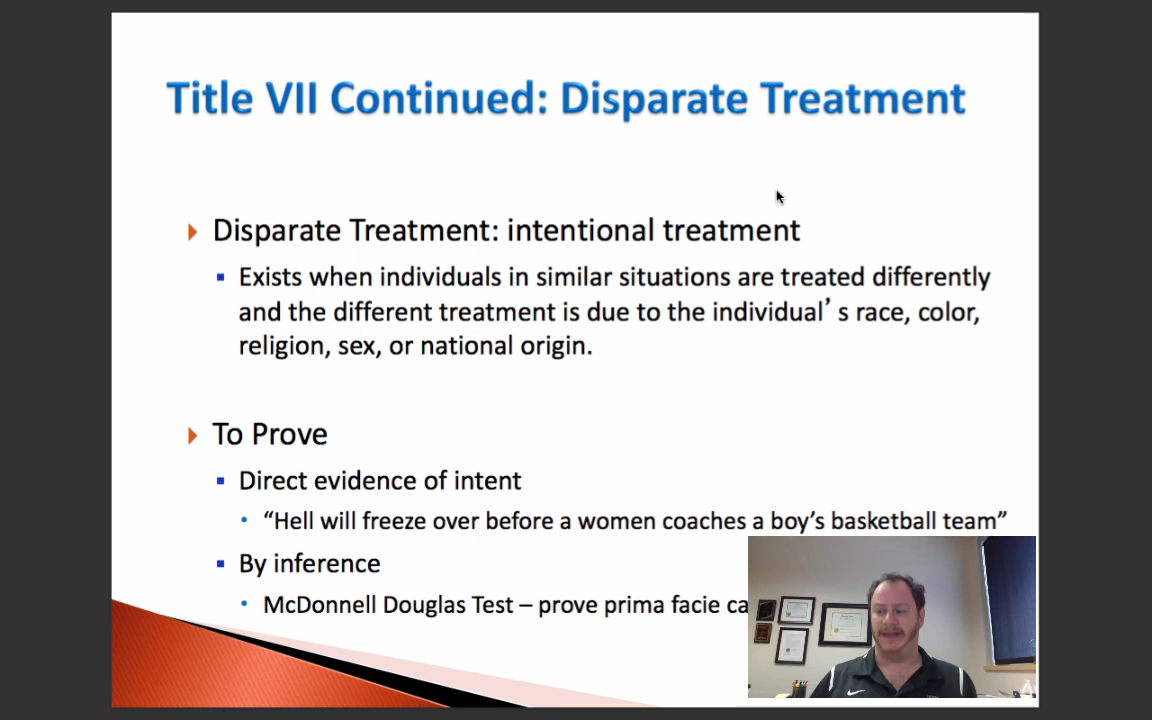 Title VII Continued: Disparate Treatment
Disparate Treatment: intentional treatment
Exists when individuals in similar situations are treated differently
and the different treatment is due to the individual’ s race, color,
religion, sex, or national origin.
To Prove
Direct evidence of intent
“Hell will freeze over before a women coaches a boy’s basketball team”
By inference
McDonnell Douglas Test – prove prima facie ca